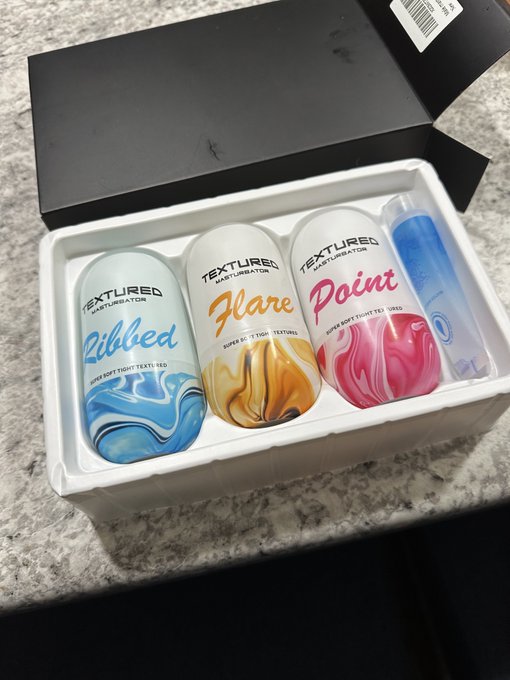 TEXTURED
MASTURBATOR
Ribbed
SUPER SOFT TIGHT TEXTURED
TEXTURED
MASTURBATOR
Flare
SUPER SOFT TIGHT TEXTURED
TEXTURED
MASTURBATOR
Point
SUPER SOFT TIGHT TEXTURED